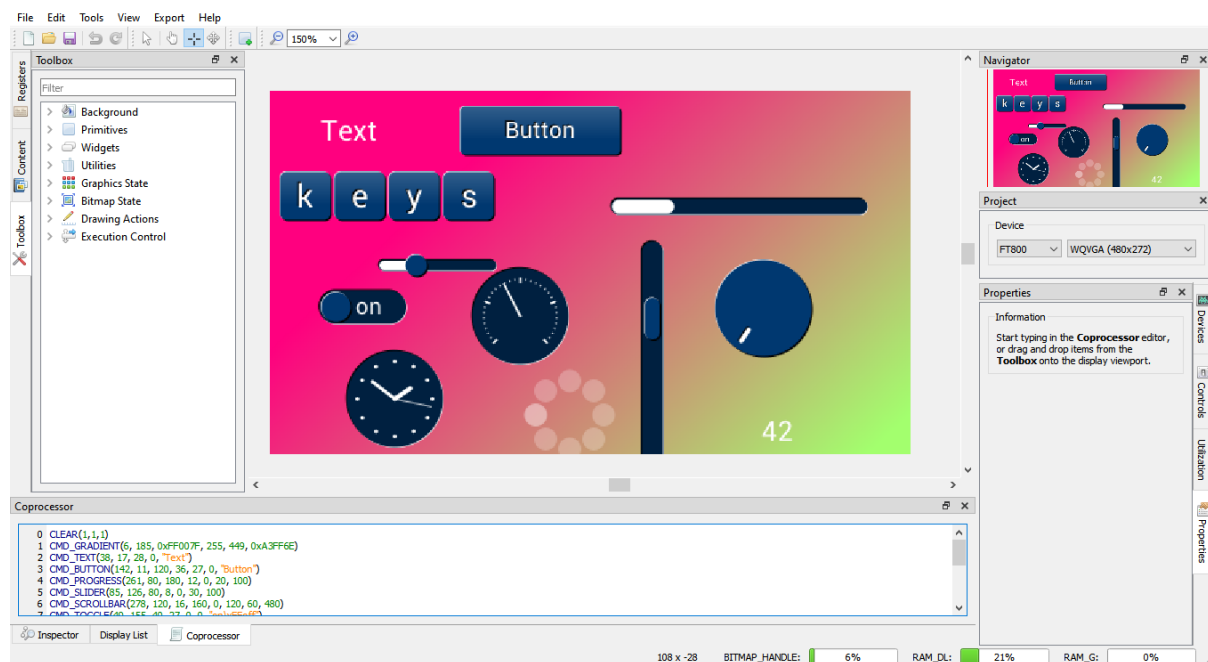 File Edit Tools View Export Help
150%
Toolbox
Filter
Background
Primitives
Widgets
Utilities
Graphics State
Bitmap State
Drawing Actions
Execution Control
Registers
Content
Toolbox
Text
Button
k e y s
on
42
Navigator
Text
Button
k e y s
on
42
Project
Device
FT800
WQVGA (480x272)
Properties
Information
Start typing in the Coprocessor editor,
or drag and drop items from the
Toolbox onto the display viewport.
Devices
Controls
Utilization
Properties
Coprocessor
0 CLEAR(1,1,1)
1 CMD_GRADIENT(6, 185, 0xFF007F, 255, 449, 0xA3FF6E)
2 CMD_TEXT(38, 17, 28, 0, "Text")
3 CMD_BUTTON(142, 11, 120, 36, 27, 0, "Button")
4 CMD_PROGRESS(261, 80, 180, 12, 0, 20, 100)
5 CMD_SLIDER(85, 126, 80, 8, 0, 30, 100)
6 CMD_SCROLLBAR(278, 120, 16, 160, 0, 120, 60, 480)
Inspector Display List Coprocessor
108 x -28 BITMAP_HANDLE: 6% RAM_DL: 21% RAM_G: 0%